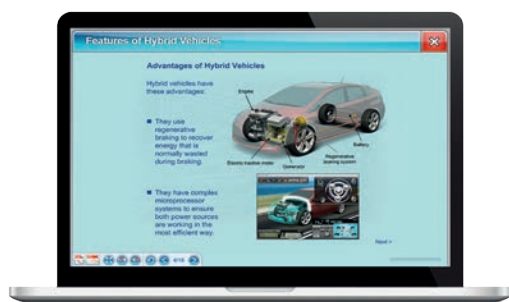 Features of Hybrid Vehicles
Advantages of Hybrid Vehicles
Hybrid vehicles have
these advantages:
They use
regenerative
braking to recover
energy that is
normally wasted
during braking.
They have complex
microprocessor
systems to ensure
both power sources
are working in the
most efficient way.
Engine
Battery
Regenerative
braking system
Generator
Electric traction motor
Next >
4/18